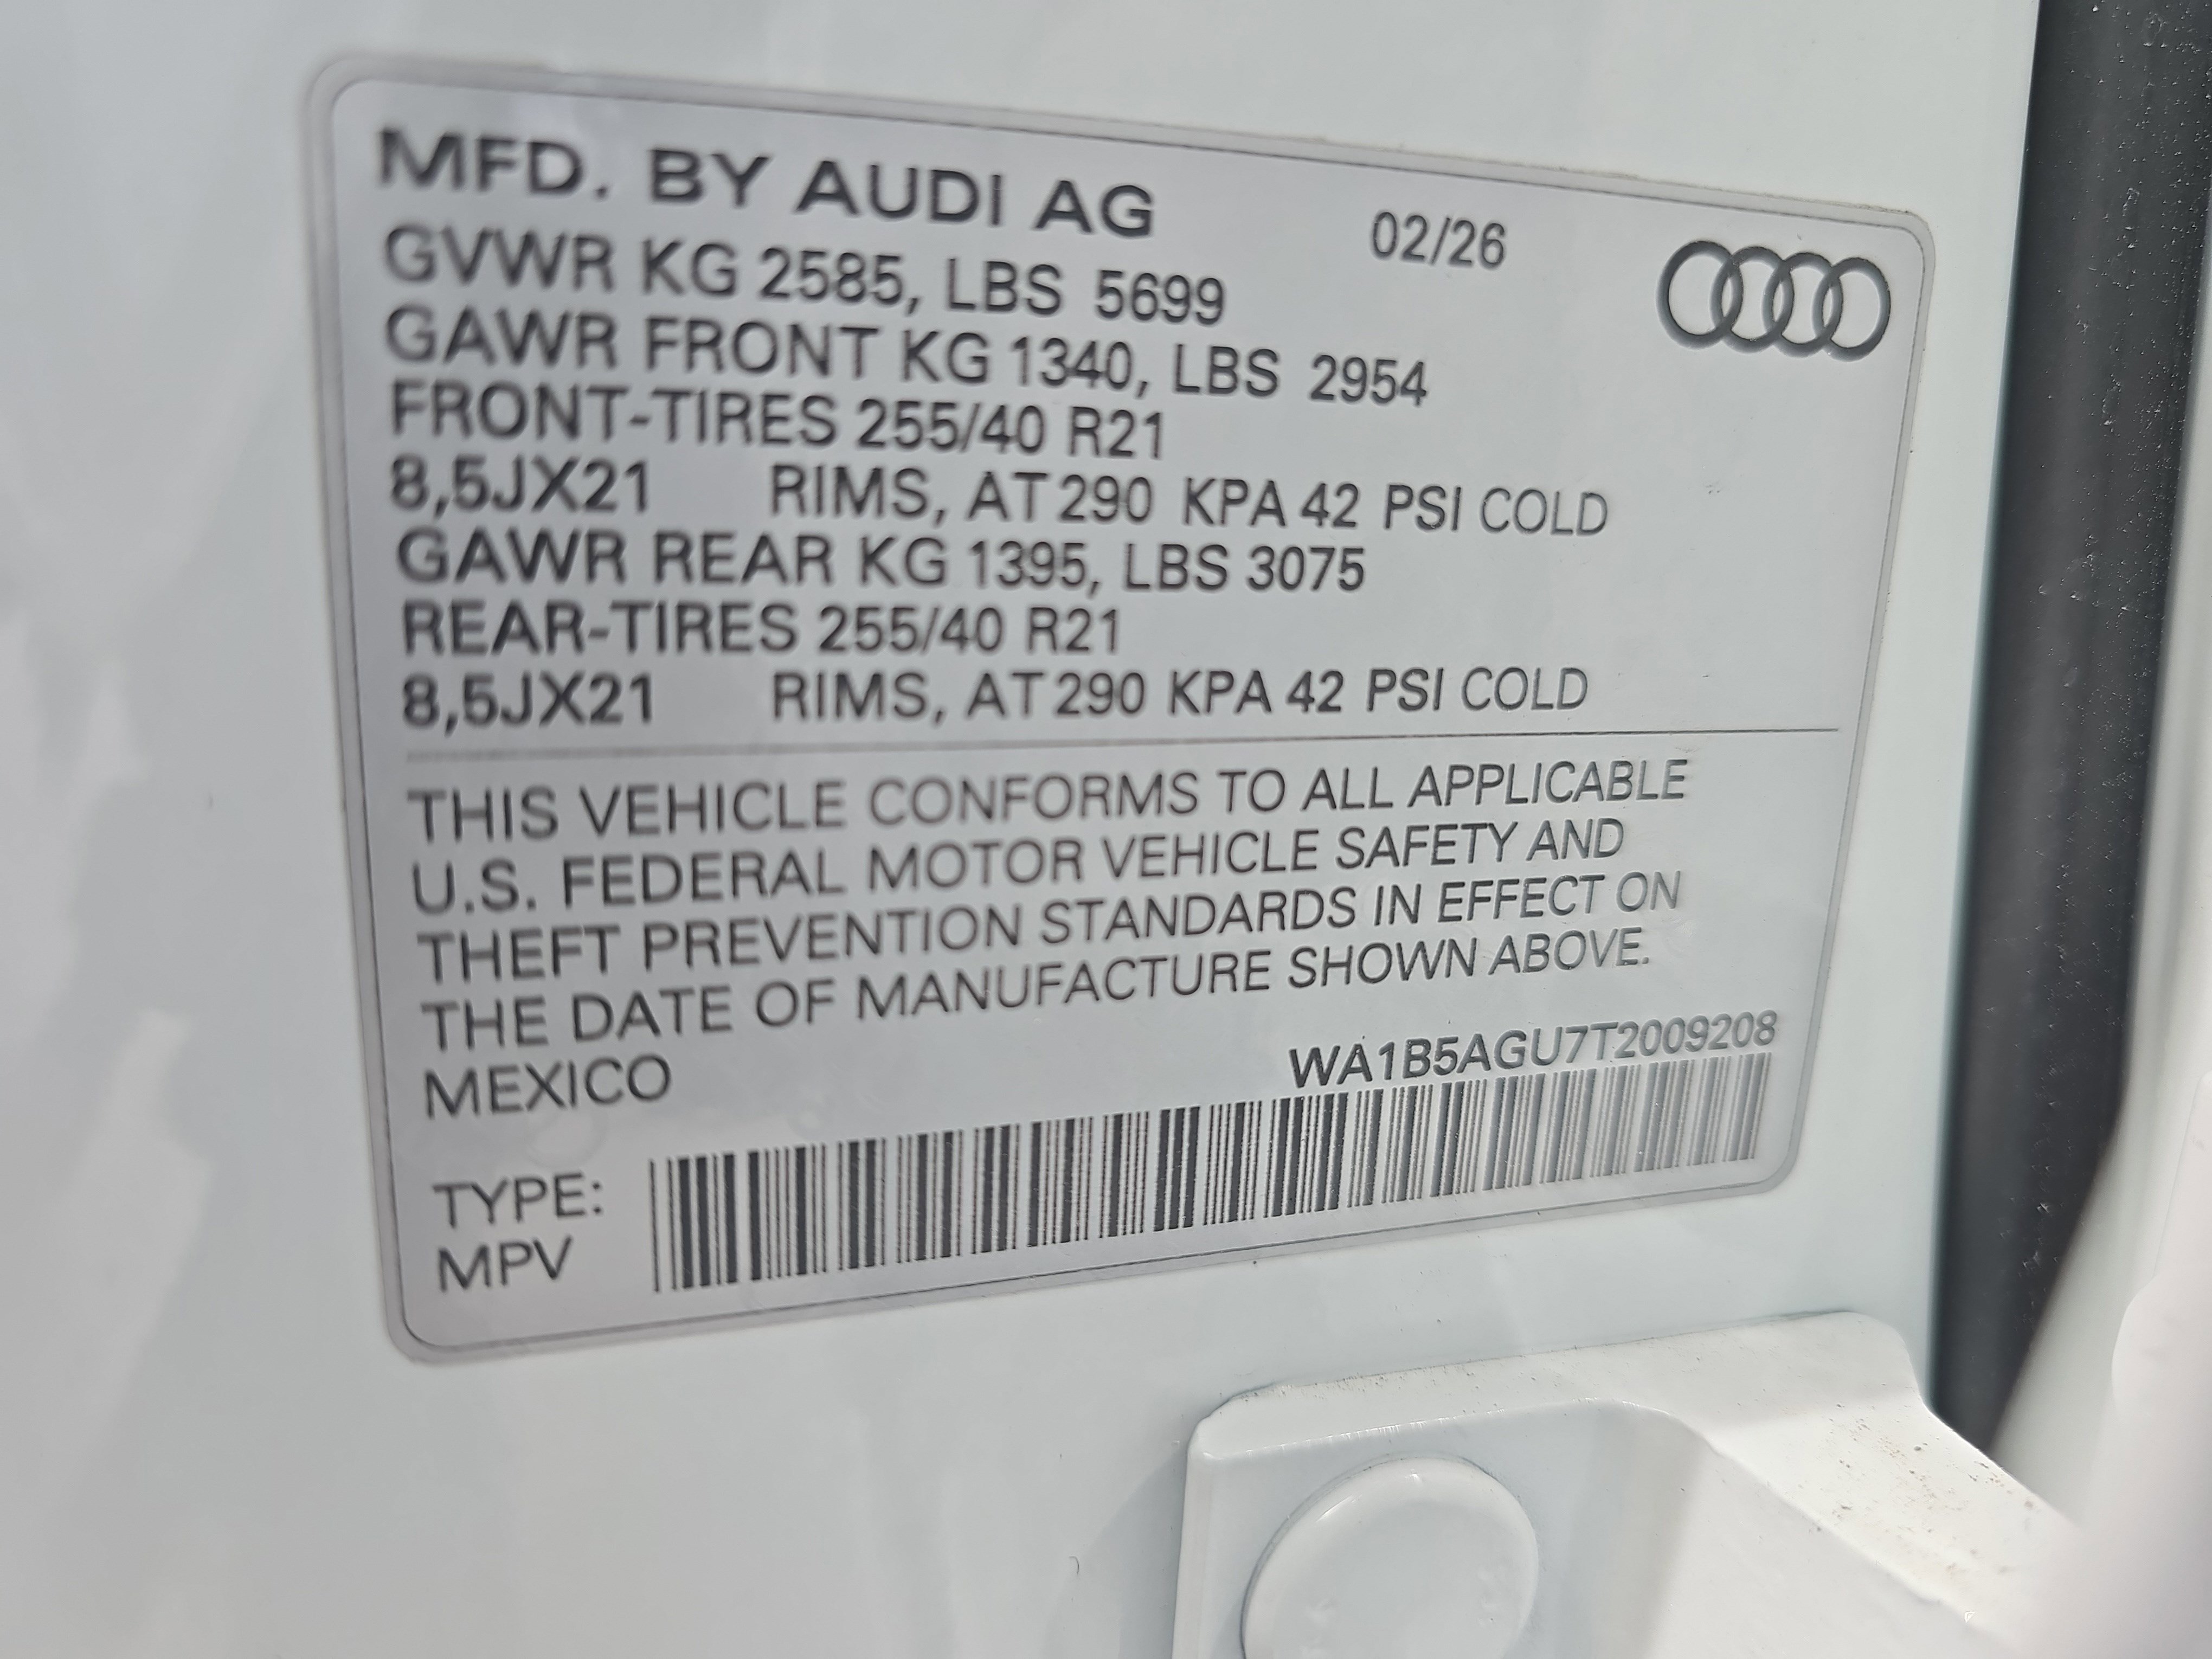 MFD. BY AUDI AG 02/26
GVWR KG 2585, LBS 5699
GAWR FRONT KG 1340, LBS 2954
FRONT-TIRES 255/40 R21
8,5JX21 RIMS, AT 290 KPA 42 PSI COLD
GAWR REAR KG 1395, LBS 3075
REAR-TIRES 255/40 R21
8,5JX21 RIMS, AT 290 KPA 42 PSI COLD
THIS VEHICLE CONFORMS TO ALL APPLICABLE
U.S. FEDERAL MOTOR VEHICLE SAFETY AND
THEFT PREVENTION STANDARDS IN EFFECT ON
THE DATE OF MANUFACTURE SHOWN ABOVE.
MEXICO WA1B5AGU7T2009208
TYPE:
MPV